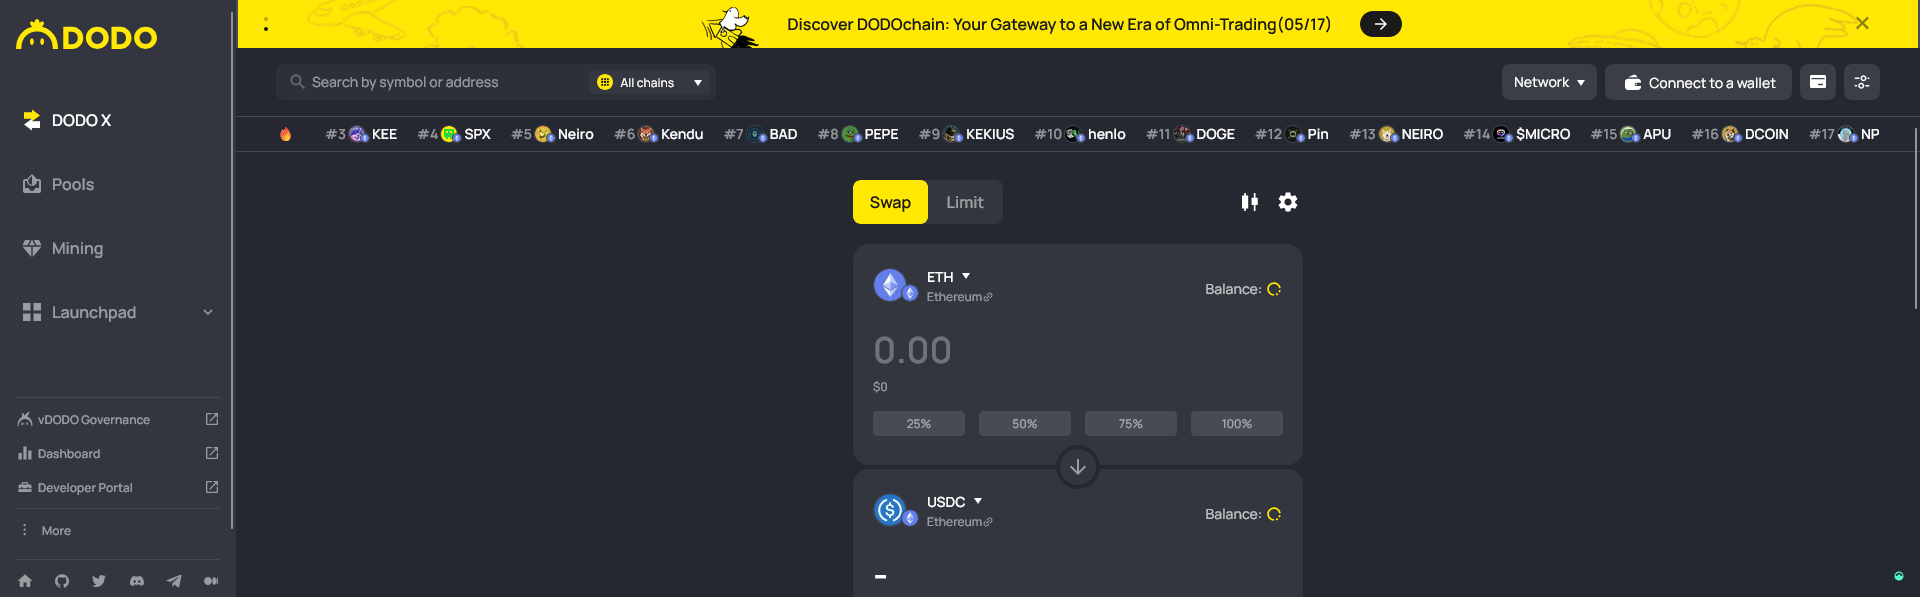 DODO
Discover DODOchain: Your Gateway to a New Era of Omni-Trading(05/17)
Search by symbol or address
All chains
Network
Connect to a wallet
DODO X
Pools
Mining
Launchpad
vDODO Governance
Dashboard
Developer Portal
More
#3 KEE #4 SPX #5 Neiro #6 Kendu #7 BAD #8 PEPE #9 KEKIUS #10 henlo #11 DOGE #12 Pin #13 NEIRO #14 $MICRO #15 APU #16 DCOIN #17 NP
Swap Limit
ETH
Ethereum
Balance:
0.00
$0
25% 50% 75% 100%
USDC
Ethereum
Balance:
-